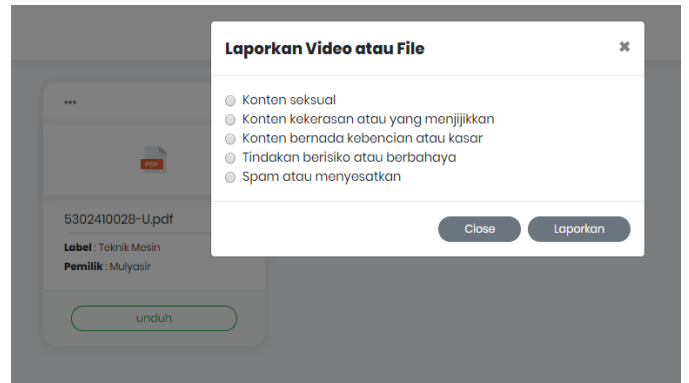 Laporkan Video atau File
Konten seksual
Konten kekerasan atau yang menjijikkan
Konten bernada kebencian atau kasar
Tindakan berisiko atau berbahaya
Spam atau menyesatkan
Close
Laporkan
PDF
5302410028-U.pdf
Label : Teknik Mesin
Pemilik : Mulyasir
unduh